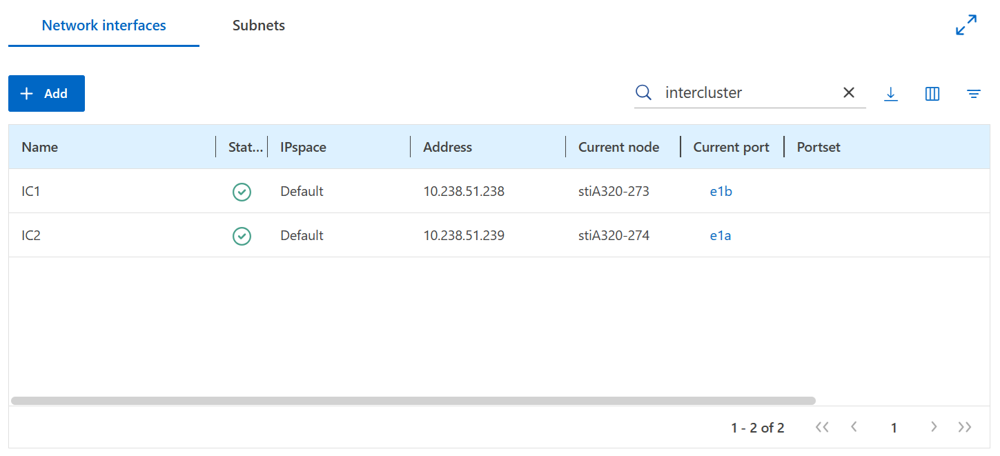 Network interfaces Subnets
Add intercluster
Name Stat... IPspace Address Current node Current port Portset
IC1 Default 10.238.51.238 stiA320-273 e1b
IC2 Default 10.238.51.239 stiA320-274 e1a
1 - 2 of 2 1